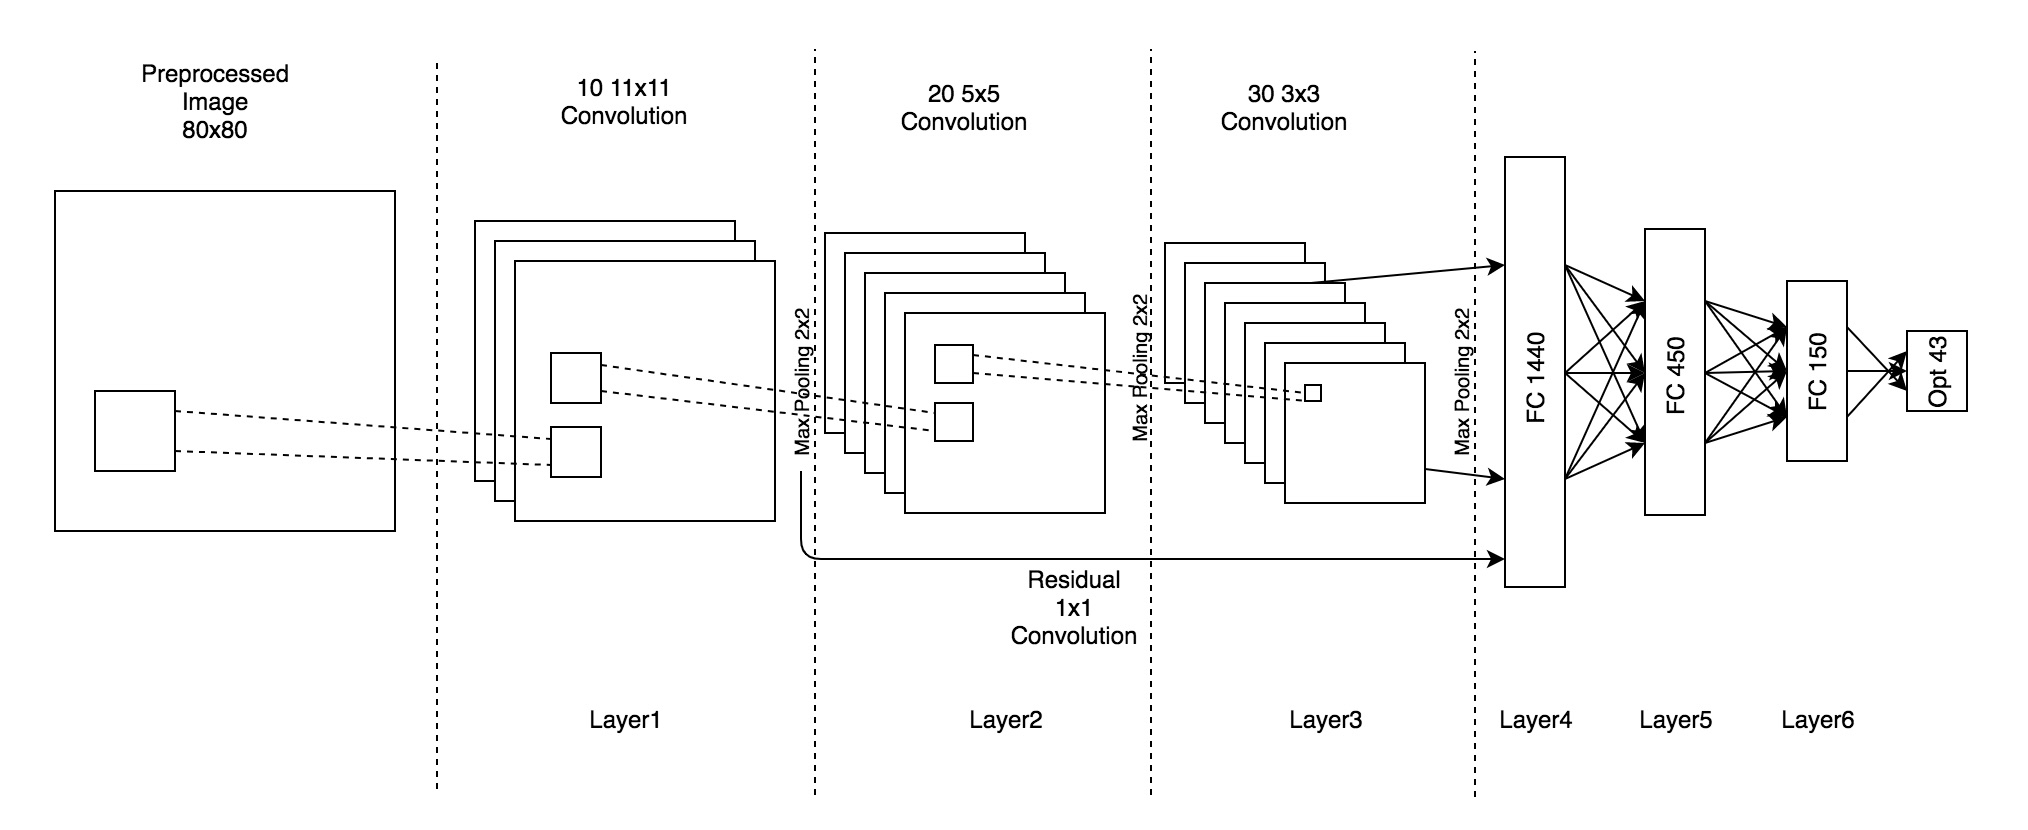 Preprocessed
Image
80x80
10 11x11
Convolution
20 5x5
Convolution
30 3x3
Convolution
Max Pooling 2x2
Max Pooling 2x2
Max Pooling 2x2
FC 1440
FC 450
FC 150
Opt 43
Residual
1x1
Convolution
Layer1
Layer2
Layer3
Layer4
Layer5
Layer6